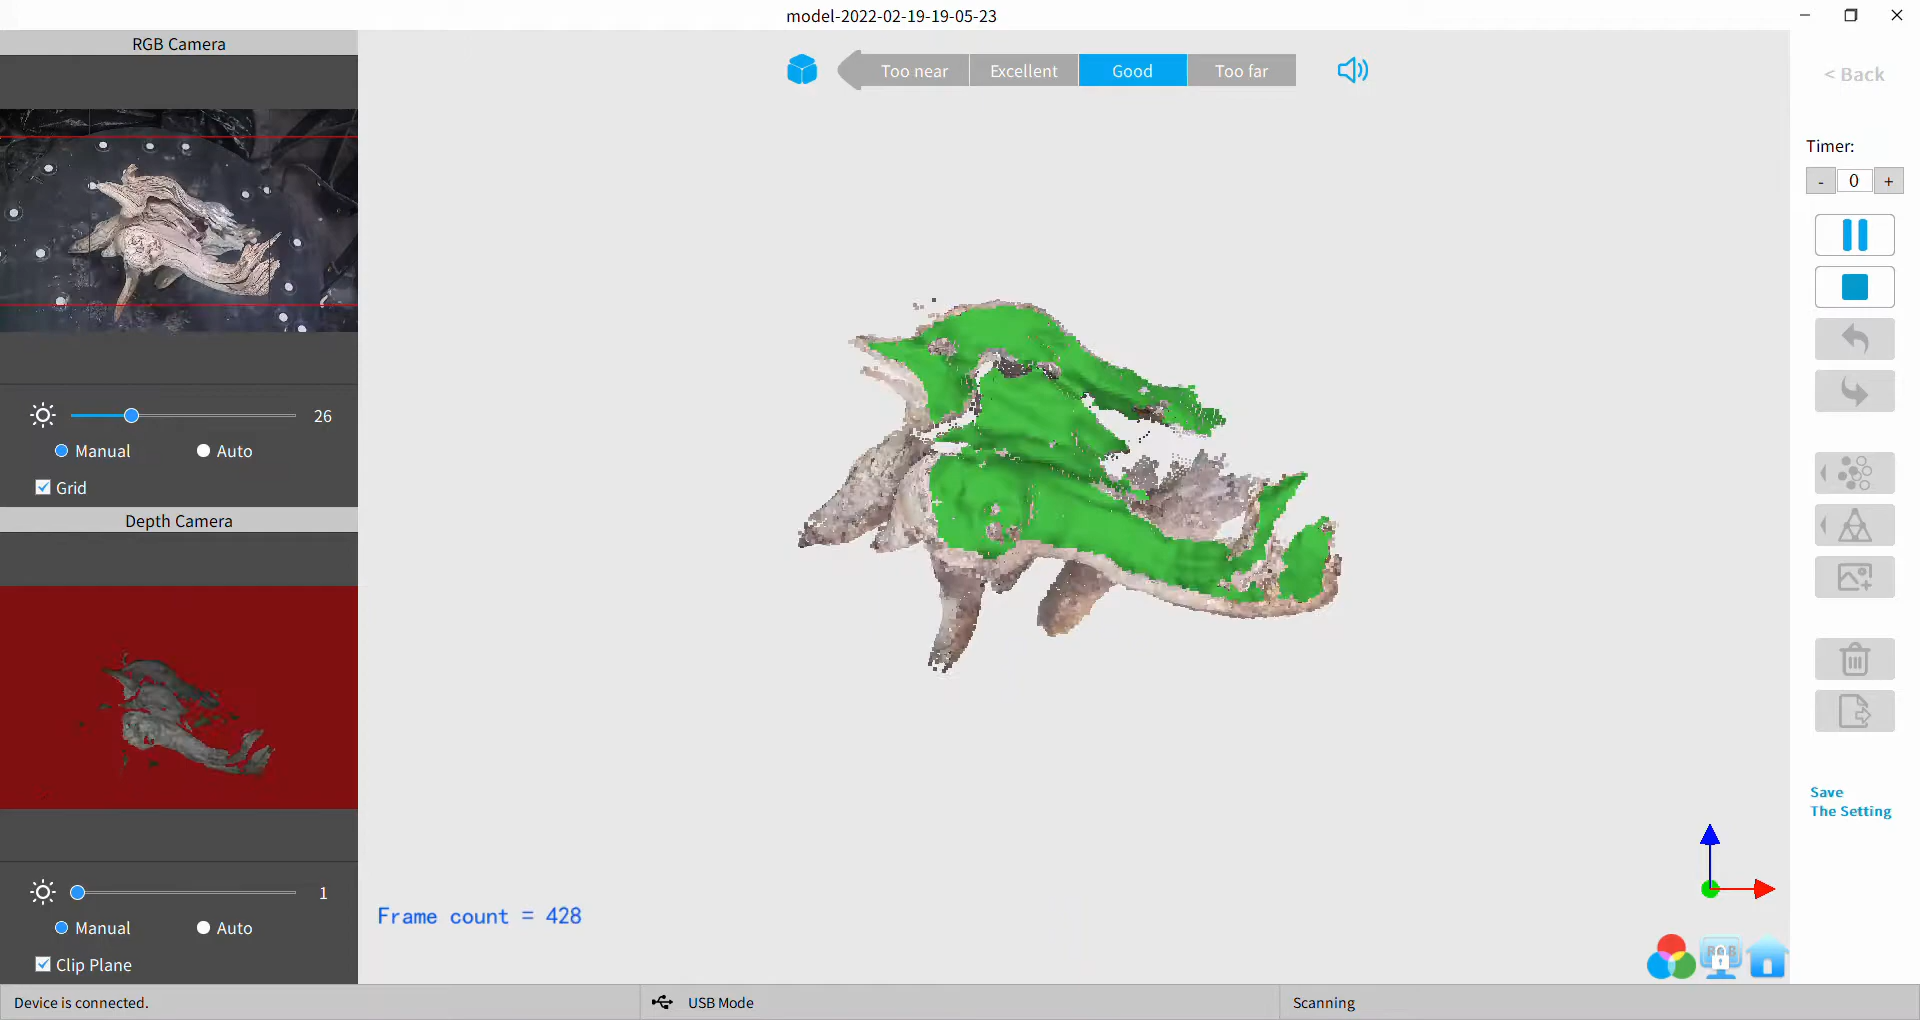 model-2022-02-19-19-05-23
RGB Camera
Too near
Excellent
Good
Too far
< Back
Timer:
- 0 +
26
Manual
Auto
Grid
Depth Camera
Save
The Setting
1
Manual
Auto
Frame count = 428
Clip Plane
RGB
Device is connected.
USB Mode
Scanning